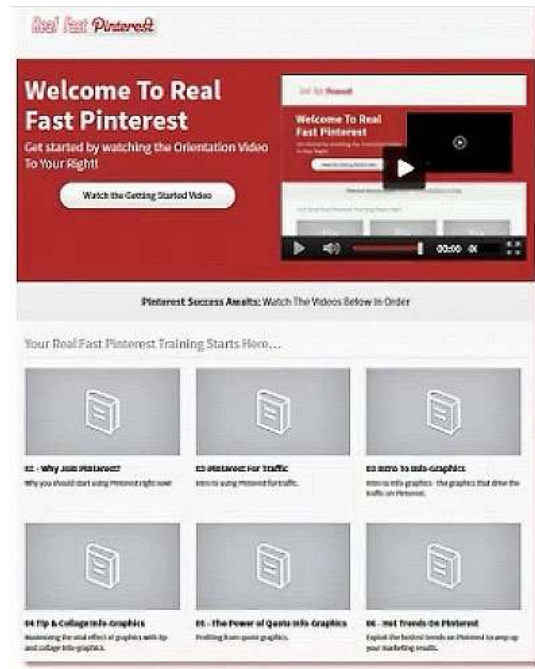 Real Fast Pinterest
Welcome To Real
Fast Pinterest
Get started by watching the Orientation Video
To Your Right!
Watch the Getting Started Video
Welcome To Real
Fast Pinterest
00:00
Pinterest Success Awaits: Watch The Videos Below In Order
Your Real Fast Pinterest Training Starts Here...
01 - Why Join Pinterest?
Why you should start using Pinterest right now!
02 Pinterest For Traffic
Intro to using Pinterest for traffic.
03 Intro To Info-Graphics
Intro to info-graphics - the graphics that drive the
traffic on Pinterest.
04 Tip & Collage Info-Graphics
Maximizing the viral effect of graphics with tip
and collage info-graphics.
05 - The Power of Quote Info-Graphics
Profiting from quote graphics.
06 - Hot Trends On Pinterest
Exploit the hottest trends on Pinterest to amp up
your marketing results.